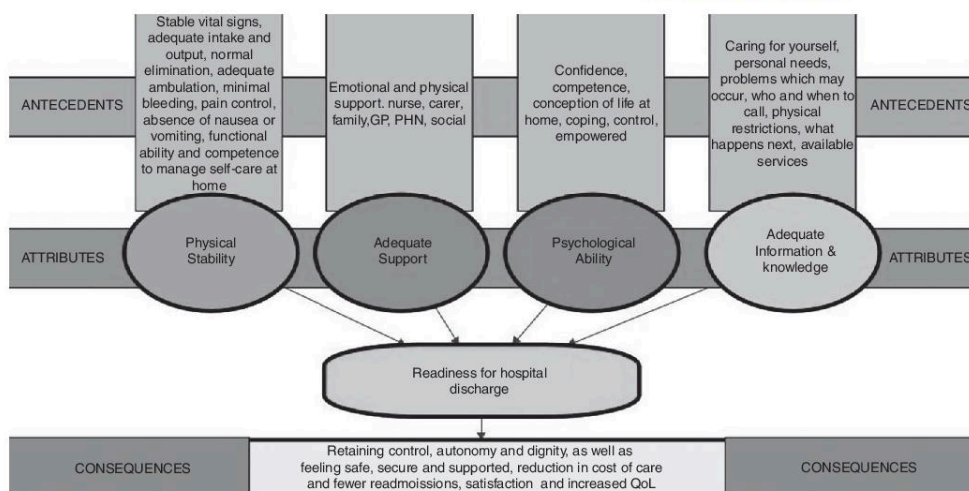 Stable vital signs,
adequate intake and
output, normal
elimination, adequate
ambulation, minimal
bleeding, pain control,
absence of nausea or
vomiting, functional
ability and competence
to manage self-care at
home
Emotional and physical
support. nurse, carer,
family,GP, PHN, social
Confidence,
competence,
conception of life at
home, coping, control,
empowered
Caring for yourself,
personal needs,
problems which may
occur, who and when to
call, physical
restrictions, what
happens next, available
services
ANTECEDENTS
ANTECEDENTS
ATTRIBUTES
Physical
Stability
Adequate
Support
Psychological
Ability
Adequate
Information &
knowledge
ATTRIBUTES
Readiness for hospital
discharge
CONSEQUENCES
Retaining control, autonomy and dignity, as well as
feeling safe, secure and supported, reduction in cost of care
and fewer readmoissions, satisfaction and increased QoL
CONSEQUENCES